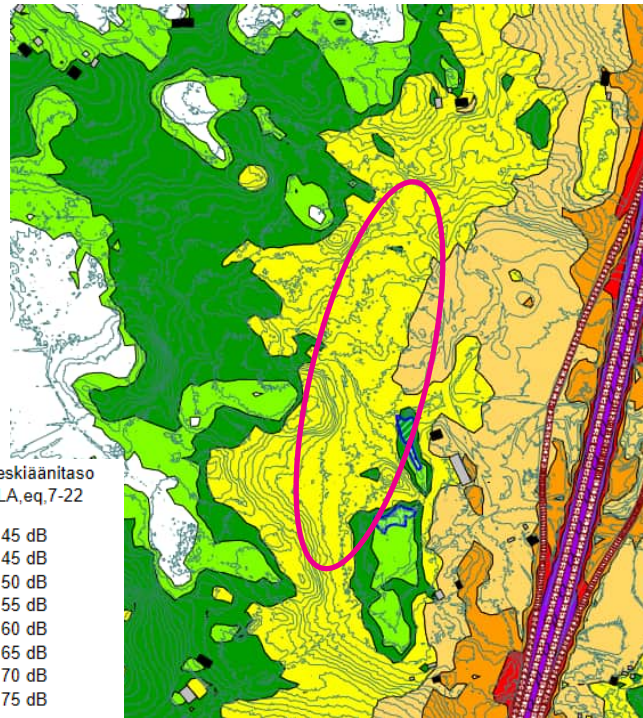 eskiäänitaso
LA,eq,7-22
45 dB
45 dB
50 dB
55 dB
60 dB
65 dB
70 dB
75 dB